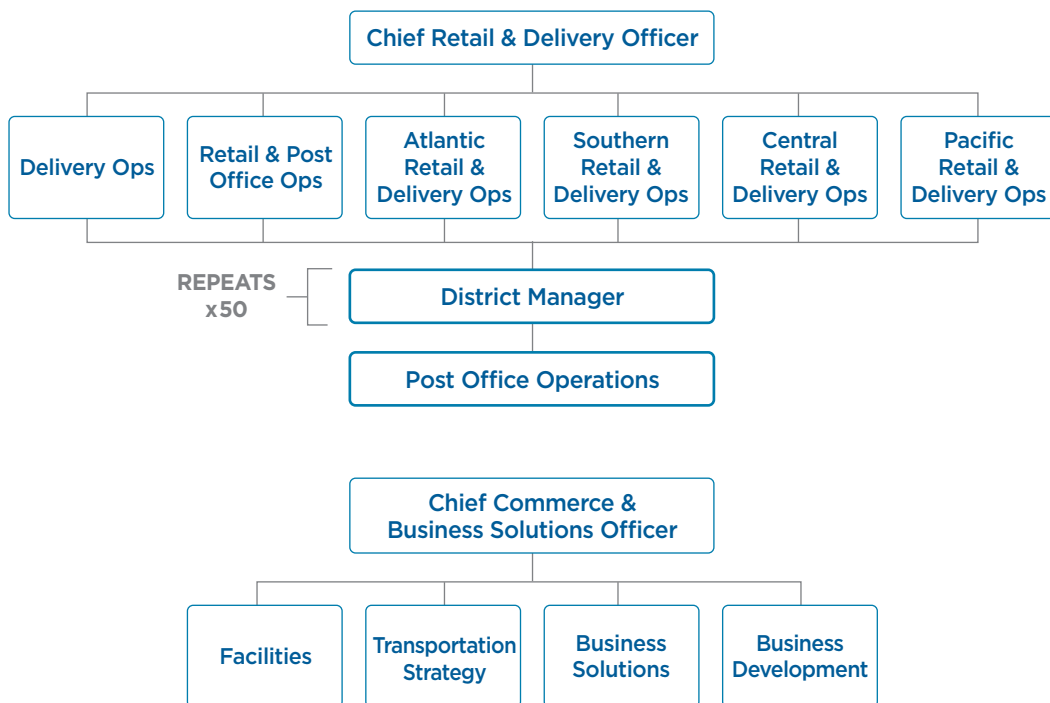 Chief Retail & Delivery Officer
Delivery Ops
Retail & Post
Office Ops
Atlantic
Retail &
Delivery Ops
Southern
Retail &
Delivery Ops
Central
Retail &
Delivery Ops
Pacific
Retail &
Delivery Ops
REPEATS
x50
District Manager
Post Office Operations
Chief Commerce &
Business Solutions Officer
Facilities
Transportation
Strategy
Business
Solutions
Business
Development